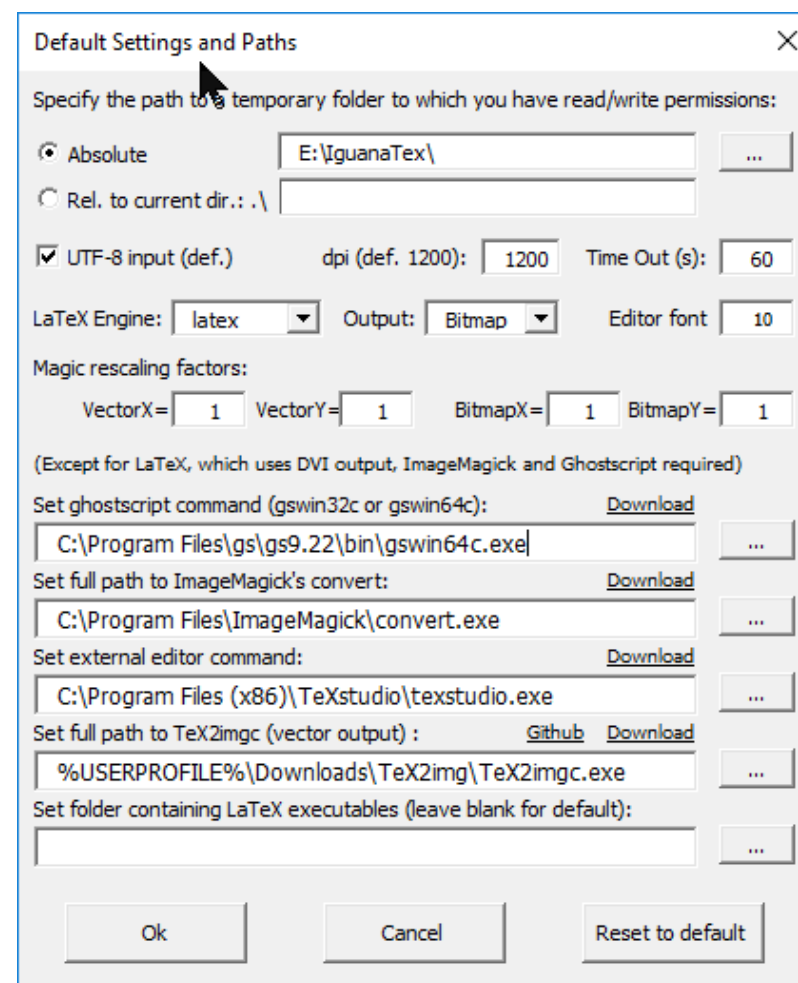 Default Settings and Paths
Specify the path to a temporary folder to which you have read/write permissions:
Absolute E:\IguanaTex\ ...
Rel. to current dir.: .\
UTF-8 input (def.) dpi (def. 1200): 1200 Time Out (s): 60
LaTeX Engine: latex Output: Bitmap Editor font 10
Magic rescaling factors:
VectorX= 1 VectorY= 1 BitmapX= 1 BitmapY= 1
(Except for LaTeX, which uses DVI output, ImageMagick and Ghostscript required)
Set ghostscript command (gswin32c or gswin64c): Download
C:\Program Files\gs\gs9.22\bin\gswin64c.exe ...
Set full path to ImageMagick's convert: Download
C:\Program Files\ImageMagick\convert.exe ...
Set external editor command: Download
C:\Program Files (x86)\TeXstudio\texstudio.exe ...
Set full path to TeX2imgc (vector output) : Github Download
%USERPROFILE%\Downloads\TeX2img\TeX2imgc.exe ...
Set folder containing LaTeX executables (leave blank for default):
...
Ok Cancel Reset to default